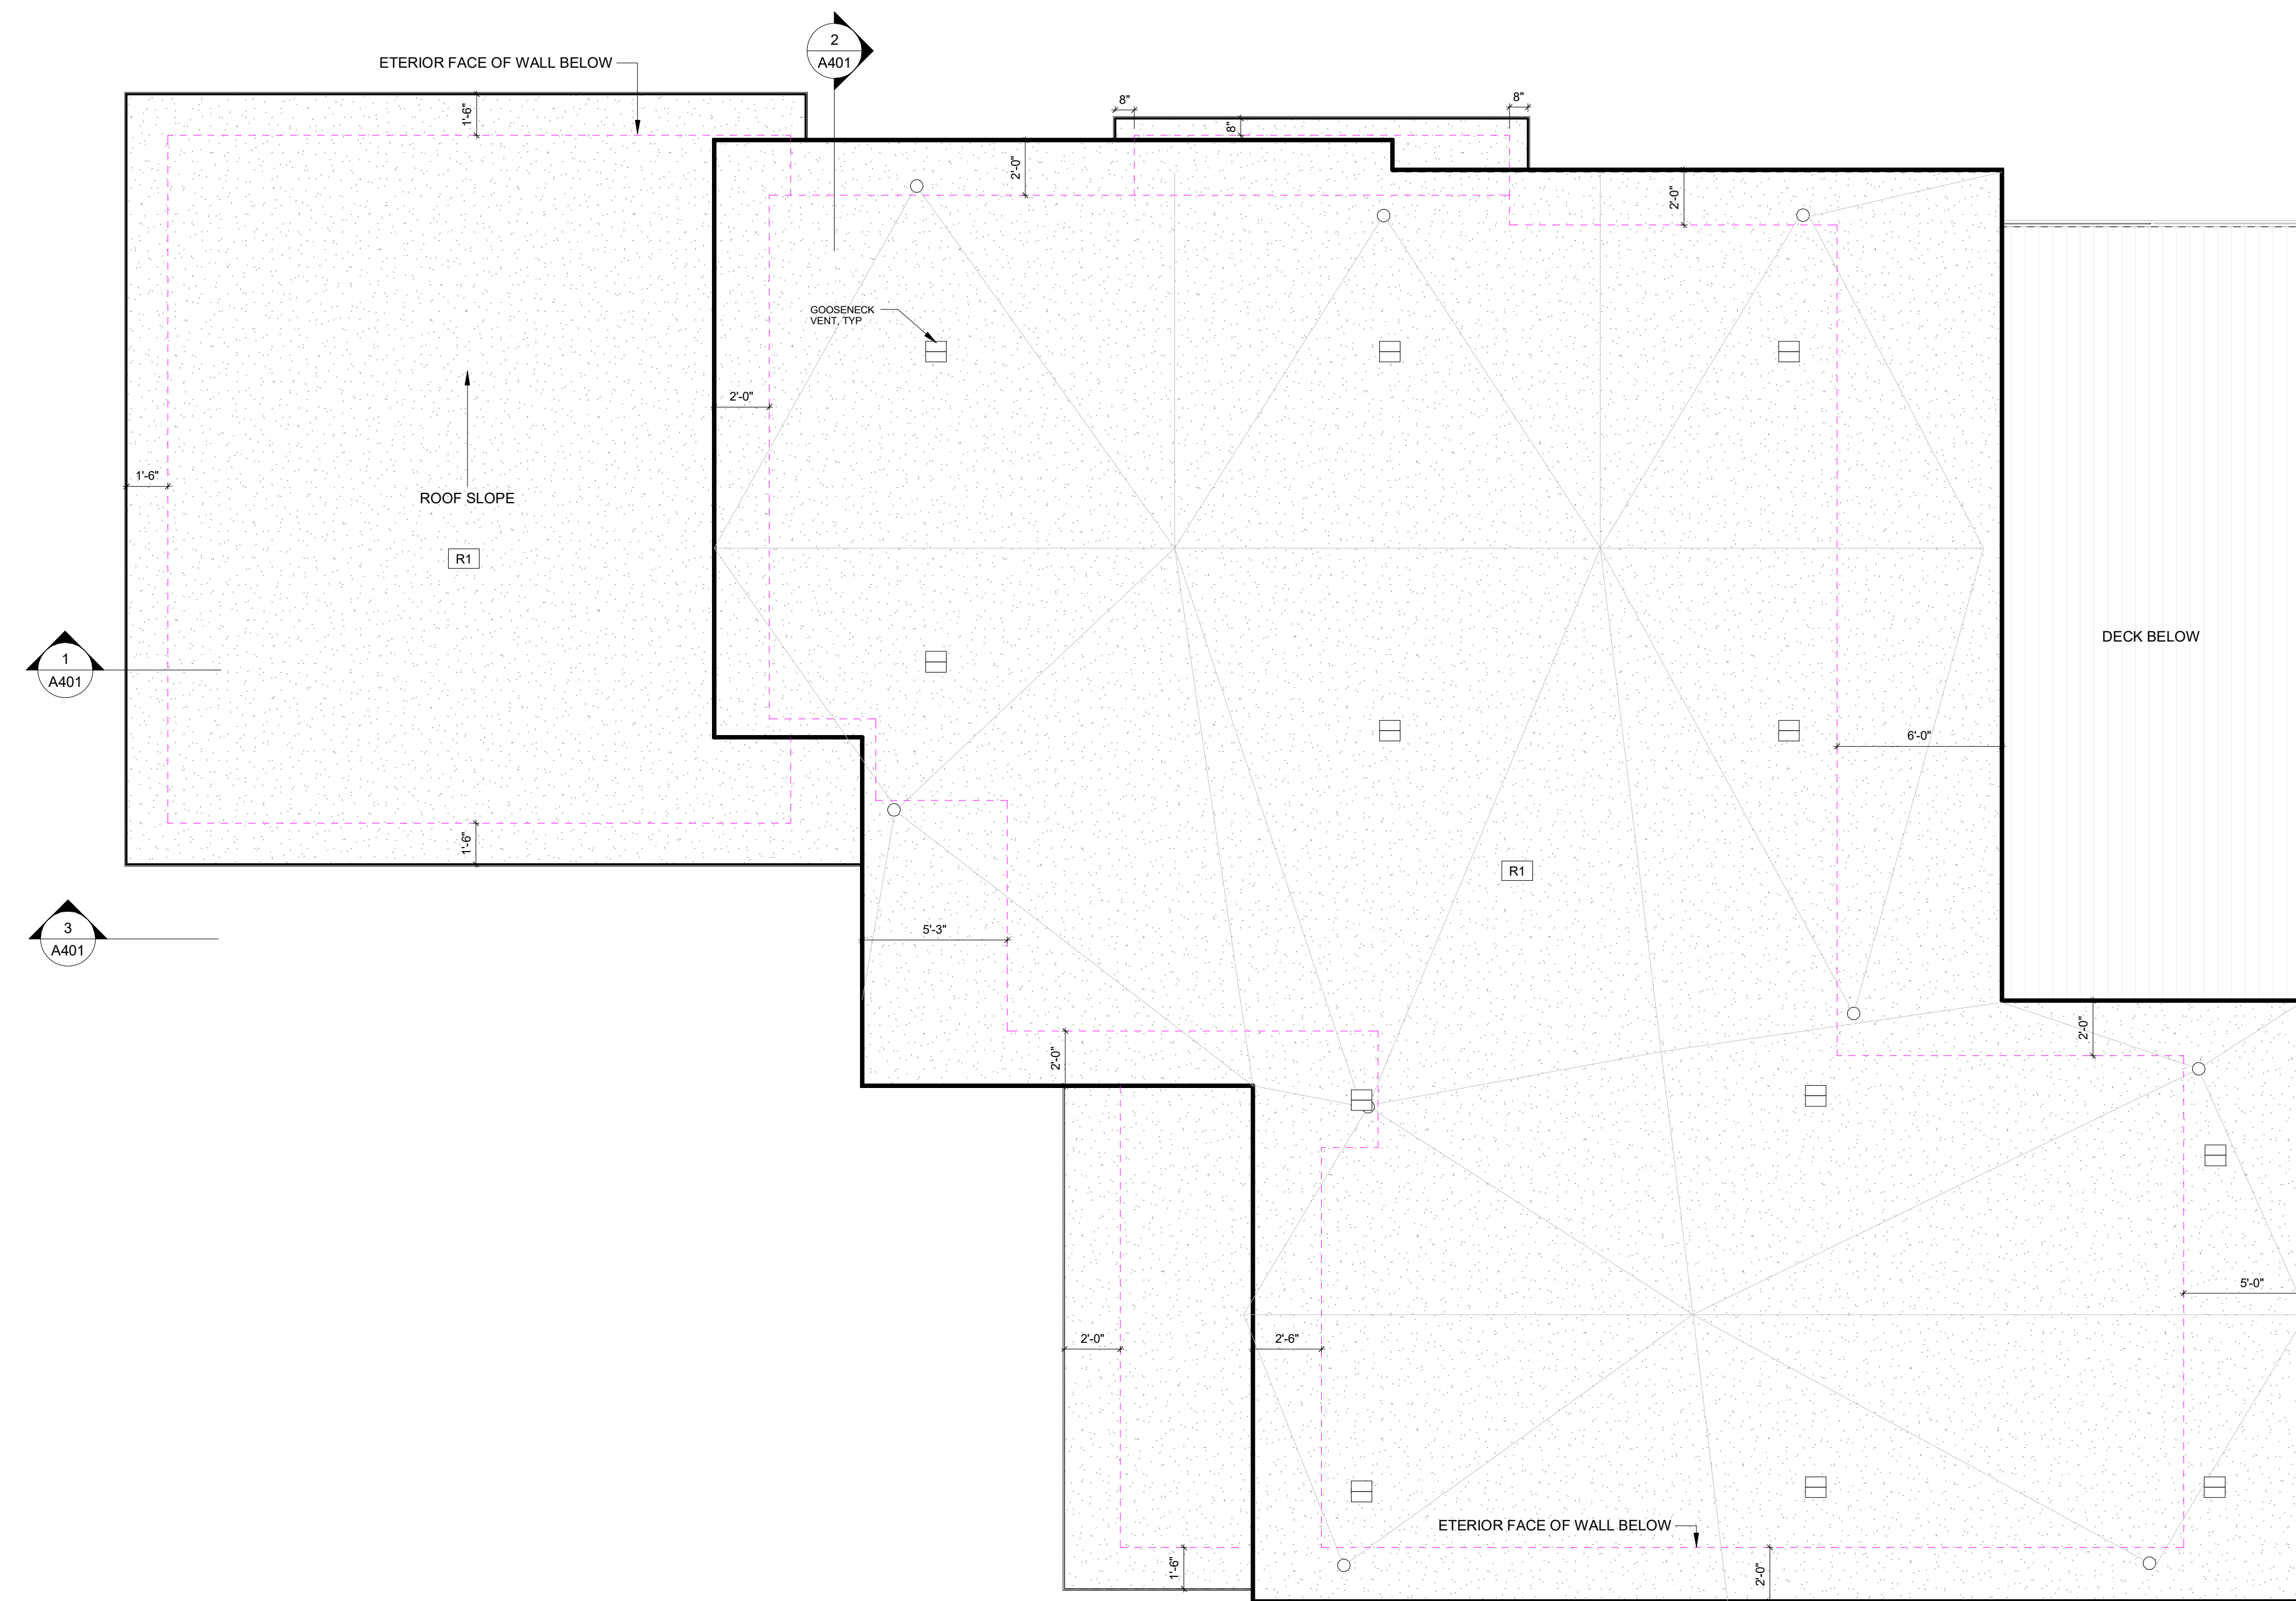 2
A401
ETERIOR FACE OF WALL BELOW
8"
8"
1'-6"
8"
2'-0"
2'-0"
GOOSENECK
VENT, TYP
2'-0"
1'-6"
ROOF SLOPE
R1
DECK BELOW
1
A401
6'-0"
1'-6"
R1
3
A401
5'-3"
2'-0"
2'-0"
5'-0"
2'-0"
2'-6"
ETERIOR FACE OF WALL BELOW
1'-6"
2'-0"